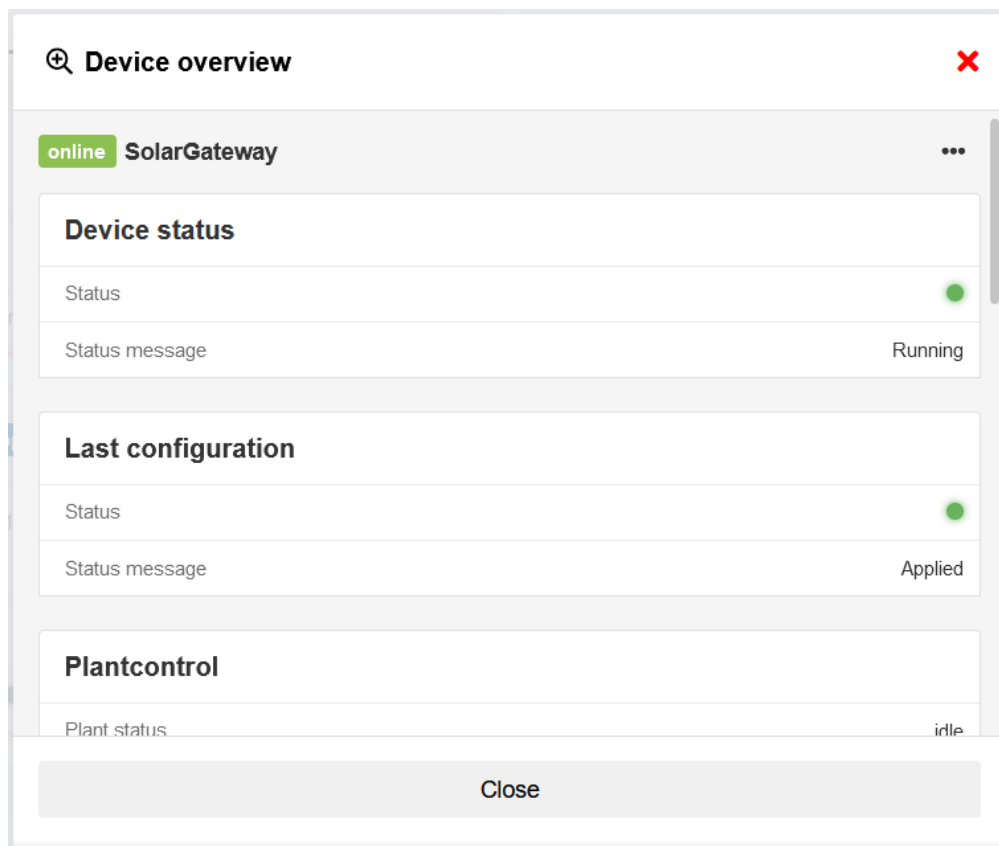 Device overview
online SolarGateway
Device status
Status
Status message Running
Last configuration
Status
Status message Applied
Plantcontrol
Plant status idle
Close